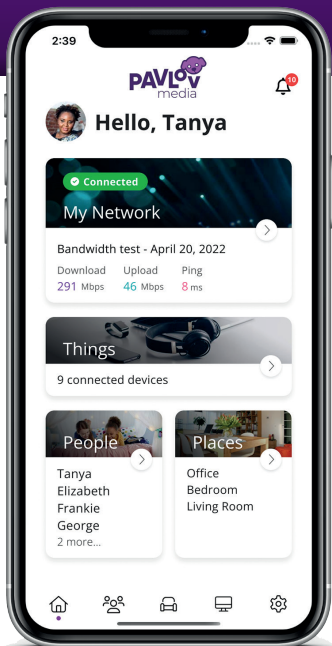 2:39
PAVLOV
media
10
Hello, Tanya
Connected
My Network
Bandwidth test - April 20, 2022
Download Upload Ping
291 Mbps 46 Mbps 8 ms
Things
9 connected devices
People
Tanya
Elizabeth
Frankie
George
2 more...
Places
Office
Bedroom
Living Room